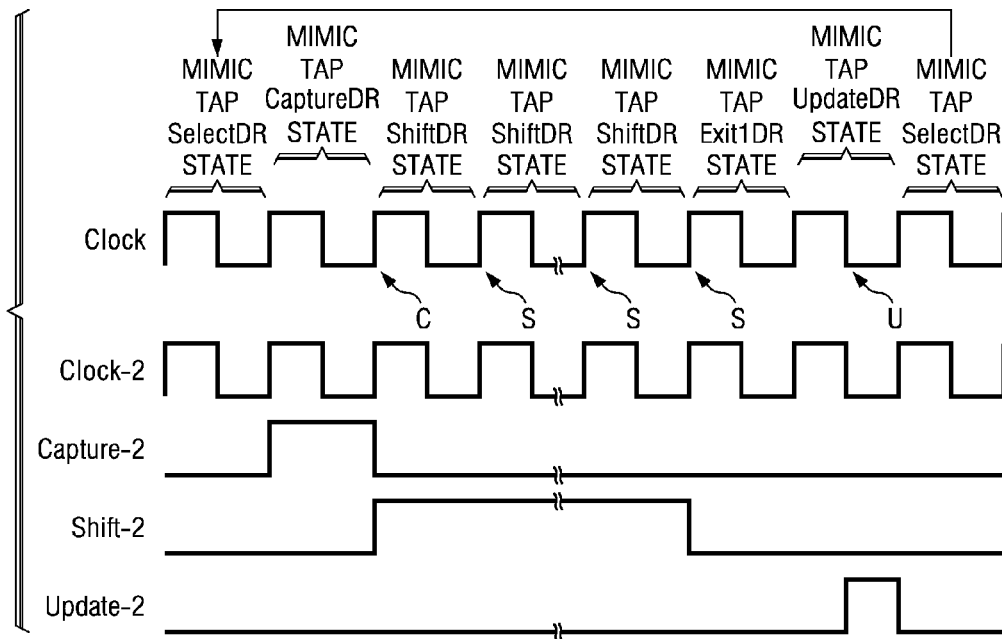 MIMIC
TAP
SelectDR
STATE
MIMIC
TAP
CaptureDR
STATE
MIMIC
TAP
ShiftDR
STATE
MIMIC
TAP
ShiftDR
STATE
MIMIC
TAP
ShiftDR
STATE
MIMIC
TAP
Exit1DR
STATE
MIMIC
TAP
UpdateDR
STATE
MIMIC
TAP
SelectDR
STATE
Clock
C
S
S
S
U
Clock-2
Capture-2
Shift-2
Update-2